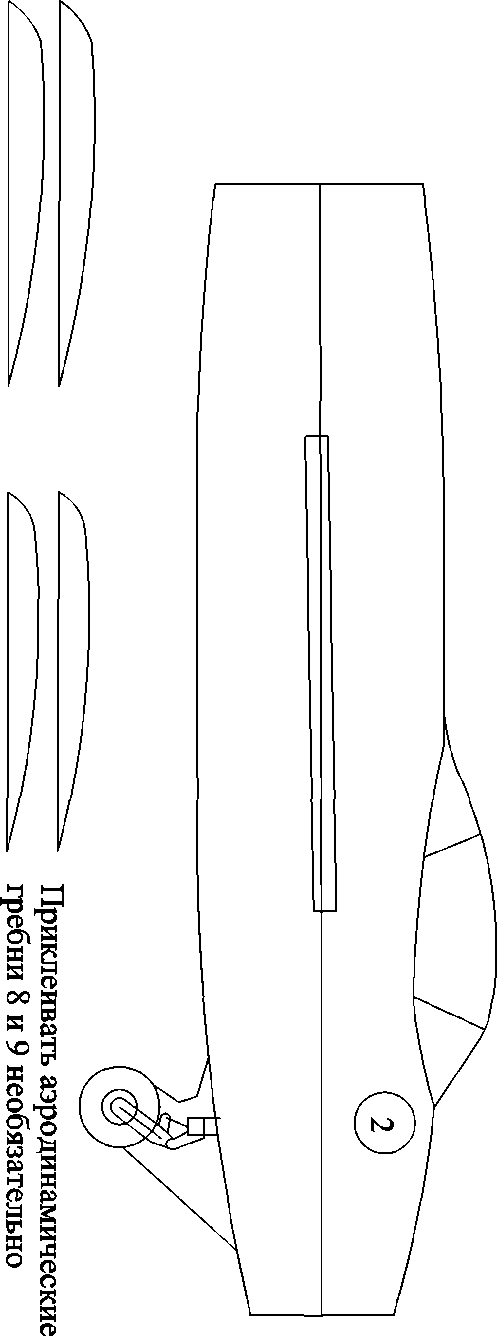 2
Приклеивать аэродинамические
гребни 8 и 9 необязательно